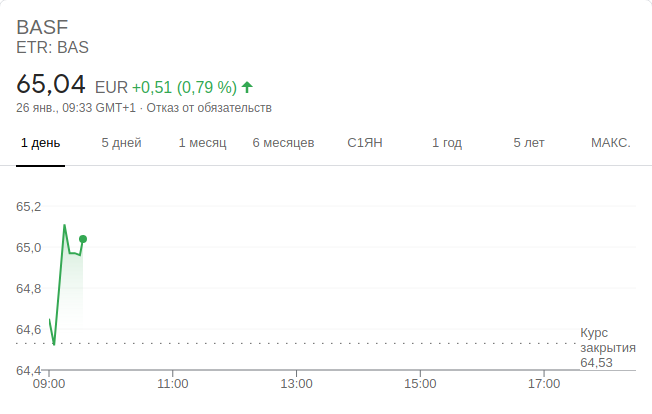 BASF
ETR: BAS
65,04 EUR +0,51 (0,79 %)
26 янв., 09:33 GMT+1 · Отказ от обязательств
1 день 5 дней 1 месяц 6 месяцев С1ЯН 1 год 5 лет МАКС.
65,2
65,0
64,8
64,6
Курс
закрытия
64,53
64,4
09:00 11:00 13:00 15:00 17:00